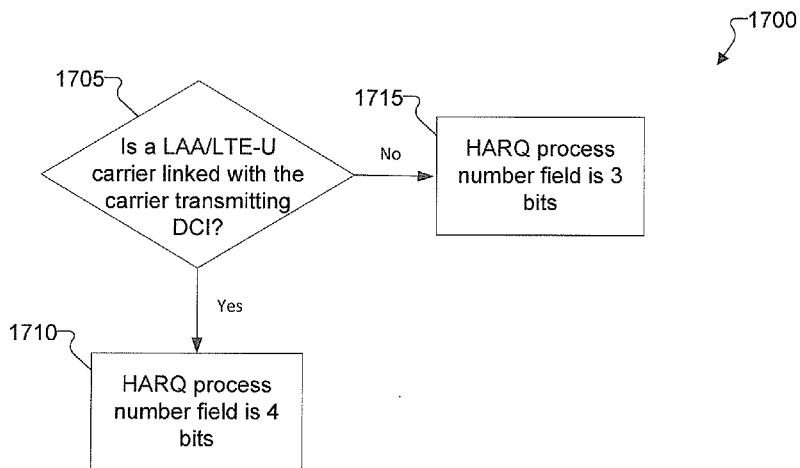 1700
1705
Is a LAA/LTE-U
carrier linked with the
carrier transmitting
DCI?
No
1715
HARQ process
number field is 3
bits
Yes
1710
HARQ process
number field is 4
bits